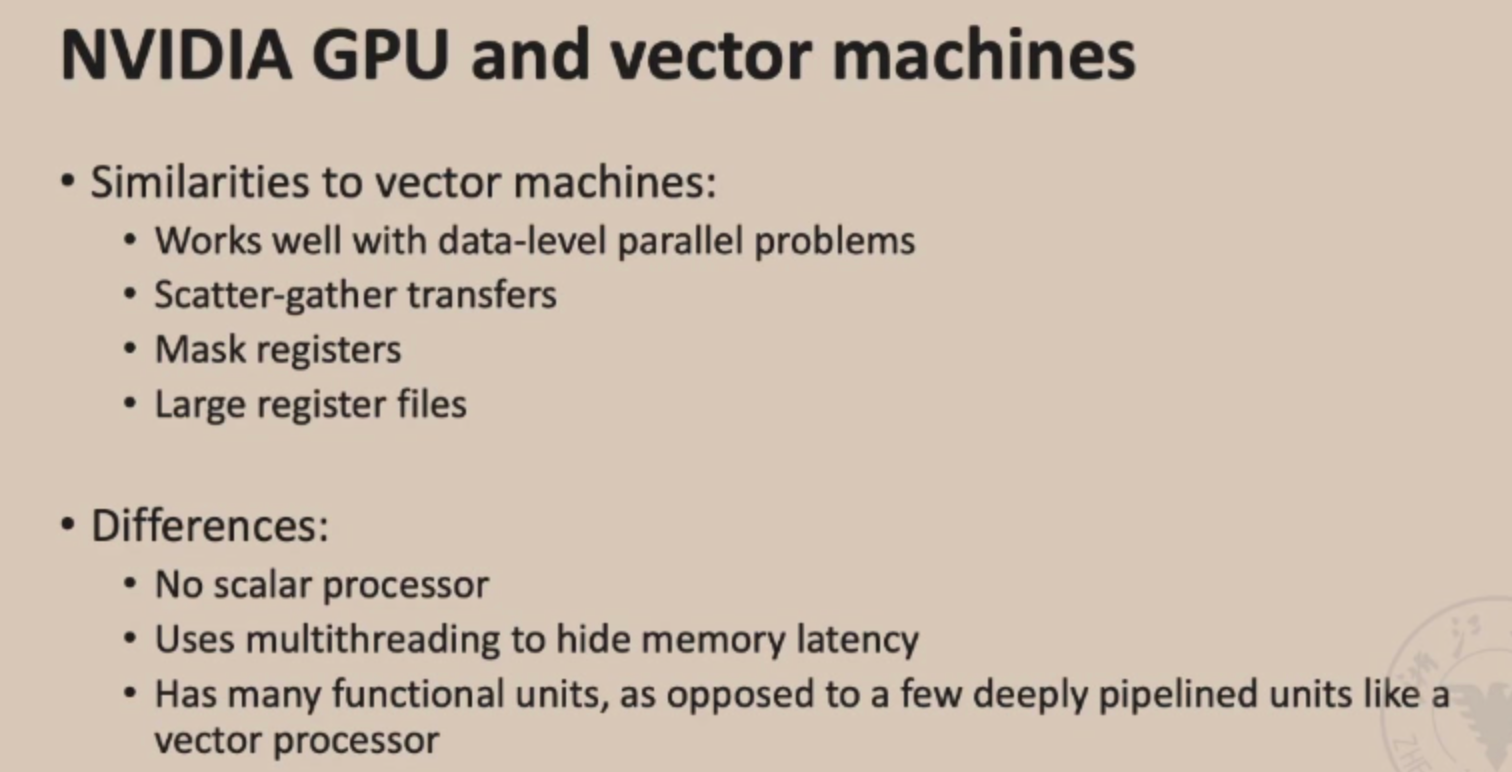 NVIDIA GPU and vector machines
• Similarities to vector machines:
• Works well with data-level parallel problems
• Scatter-gather transfers
• Mask registers
• Large register files
• Differences:
• No scalar processor
• Uses multithreading to hide memory latency
• Has many functional units, as opposed to a few deeply pipelined units like a
vector processor